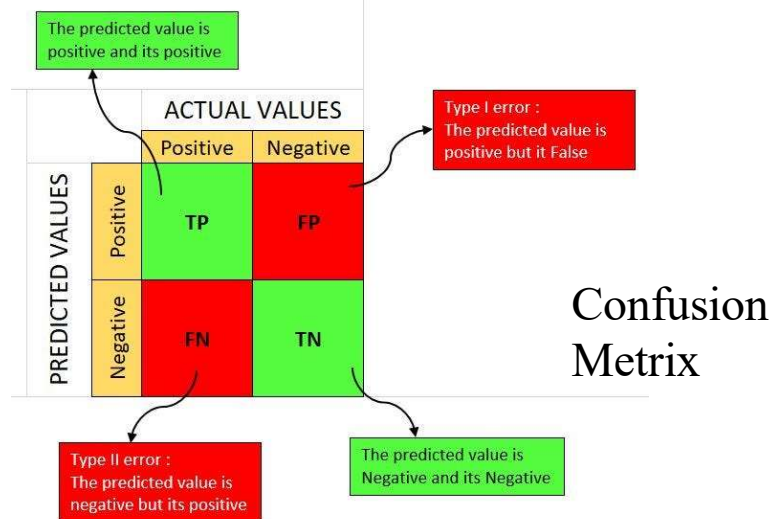 The predicted value is
positive and its positive
ACTUAL VALUES
Positive Negative
Type I error :
The predicted value is
positive but it False
PREDICTED VALUES
Positive
TP FP
Negative
FN TN
Confusion
Metrix
Type II error :
The predicted value is
negative but its positive
The predicted value is
Negative and its Negative